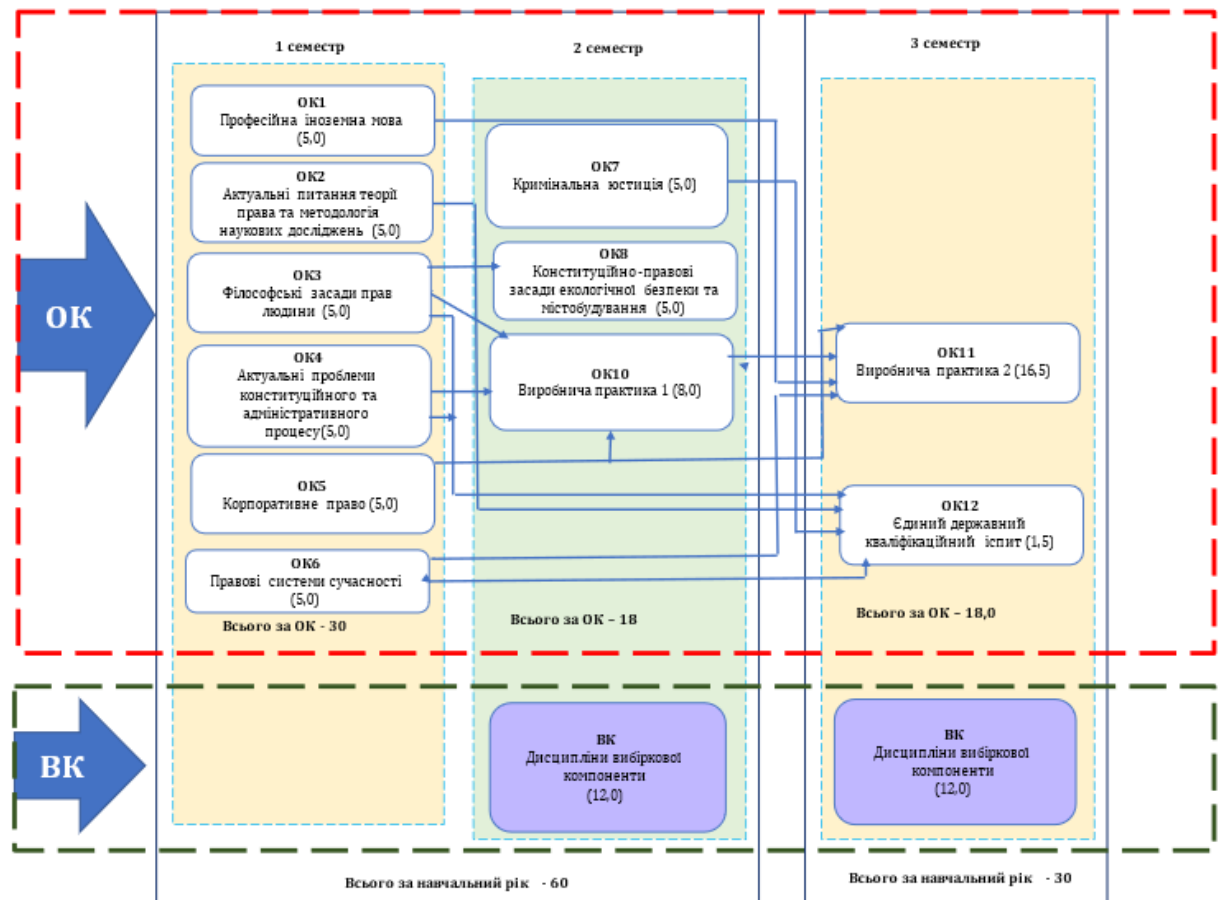 1 семестр
2 семестр
3 семестр
ОК
ОК1
Професійна іноземна мова
(5,0)
ОК2
Актуальні питання теорії
права та методологія
наукових досліджень (5,0)
ОК3
Філософські засади прав
людини (5,0)
ОК4
Актуальні проблеми
конституційного та
адміністративного
процесу(5,0)
ОК5
Корпоративне право (5,0)
ОК6
Правові системи сучасності
(5,0)
Всього за ОК - 30
ОК7
Кримінальна юстиція (5,0)
ОК8
Конституційно-правові
засади екологічної безпеки та
містобудування (5,0)
ОК10
Виробнича практика 1 (8,0)
Всього за ОК – 18
ОК11
Виробнича практика 2 (16,5)
ОК12
Єдиний державний
кваліфікаційний іспит (1,5)
Всього за ОК – 18,0
ВК
ВК
Дисципліни вибіркової
компоненти
(12,0)
ВК
Дисципліни вибіркової
компоненти
(12,0)
Всього за навчальний рік - 60
Всього за навчальний рік - 30